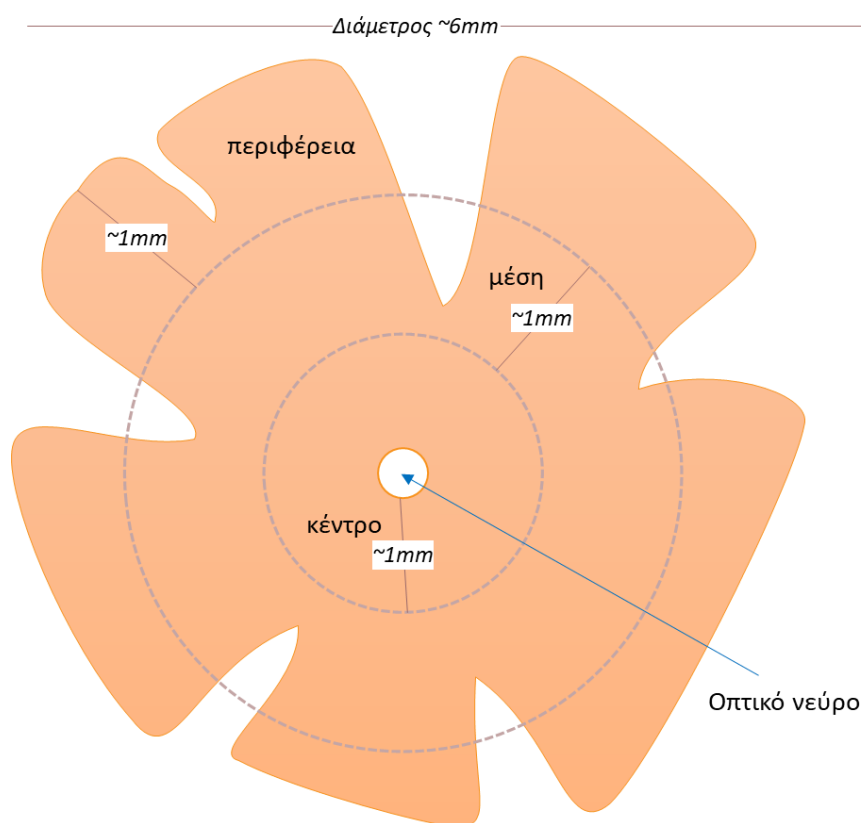 Διάμετρος ~6mm
περιφέρεια
~1mm
μέση
~1mm
κέντρο
~1mm
Οπτικό νεύρο